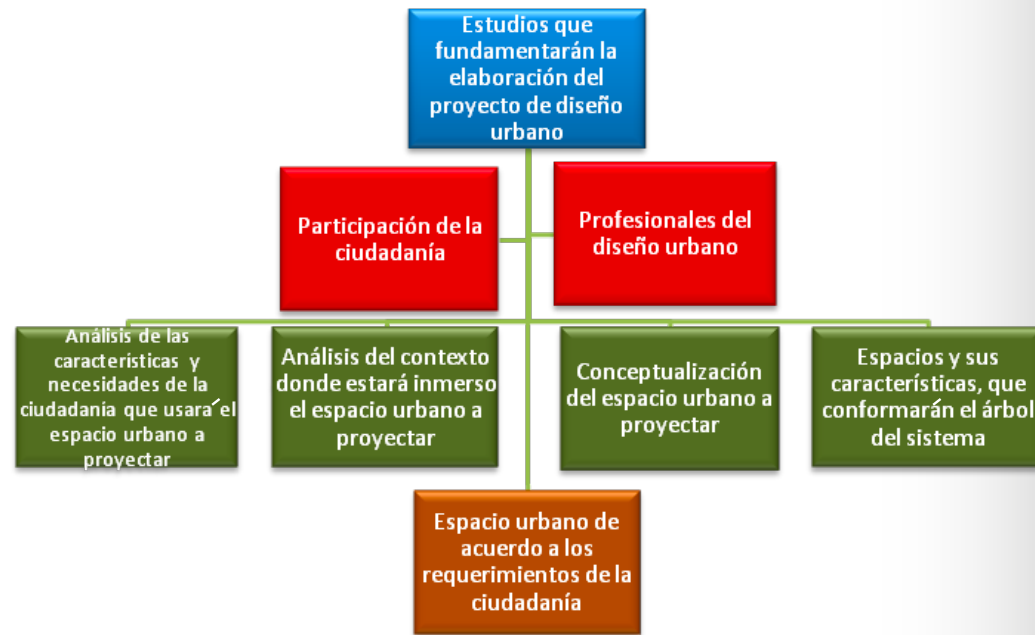 Estudios que
fundamentarán la
elaboración del
proyecto de diseño
urbano
Participación de la
ciudadanía
Profesionales del
diseño urbano
Análisis de las
características y
necesidades de la
ciudadanía que usará el
espacio urbano a
proyectar
Análisis del contexto
donde estará inmerso
el espacio urbano a
proyectar
Conceptualización
del espacio urbano a
proyectar
Espacios y sus
características, que
conformarán el árbol
del sistema
Espacio urbano de
acuerdo a los
requerimientos de la
ciudadanía